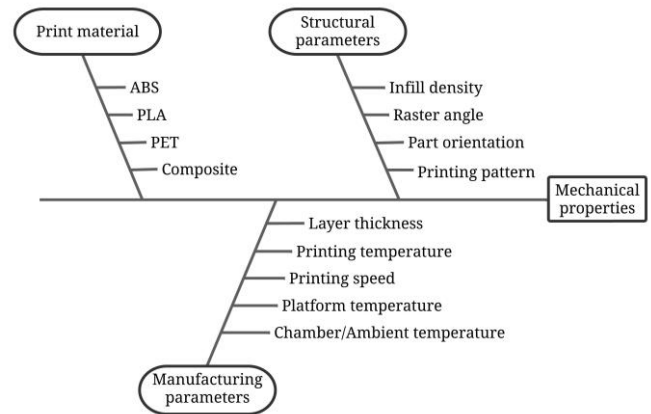 Print material
ABS
PLA
PET
Composite
Structural
parameters
Infill density
Raster angle
Part orientation
Printing pattern
Mechanical
properties
Layer thickness
Printing temperature
Printing speed
Platform temperature
Chamber/Ambient temperature
Manufacturing
parameters